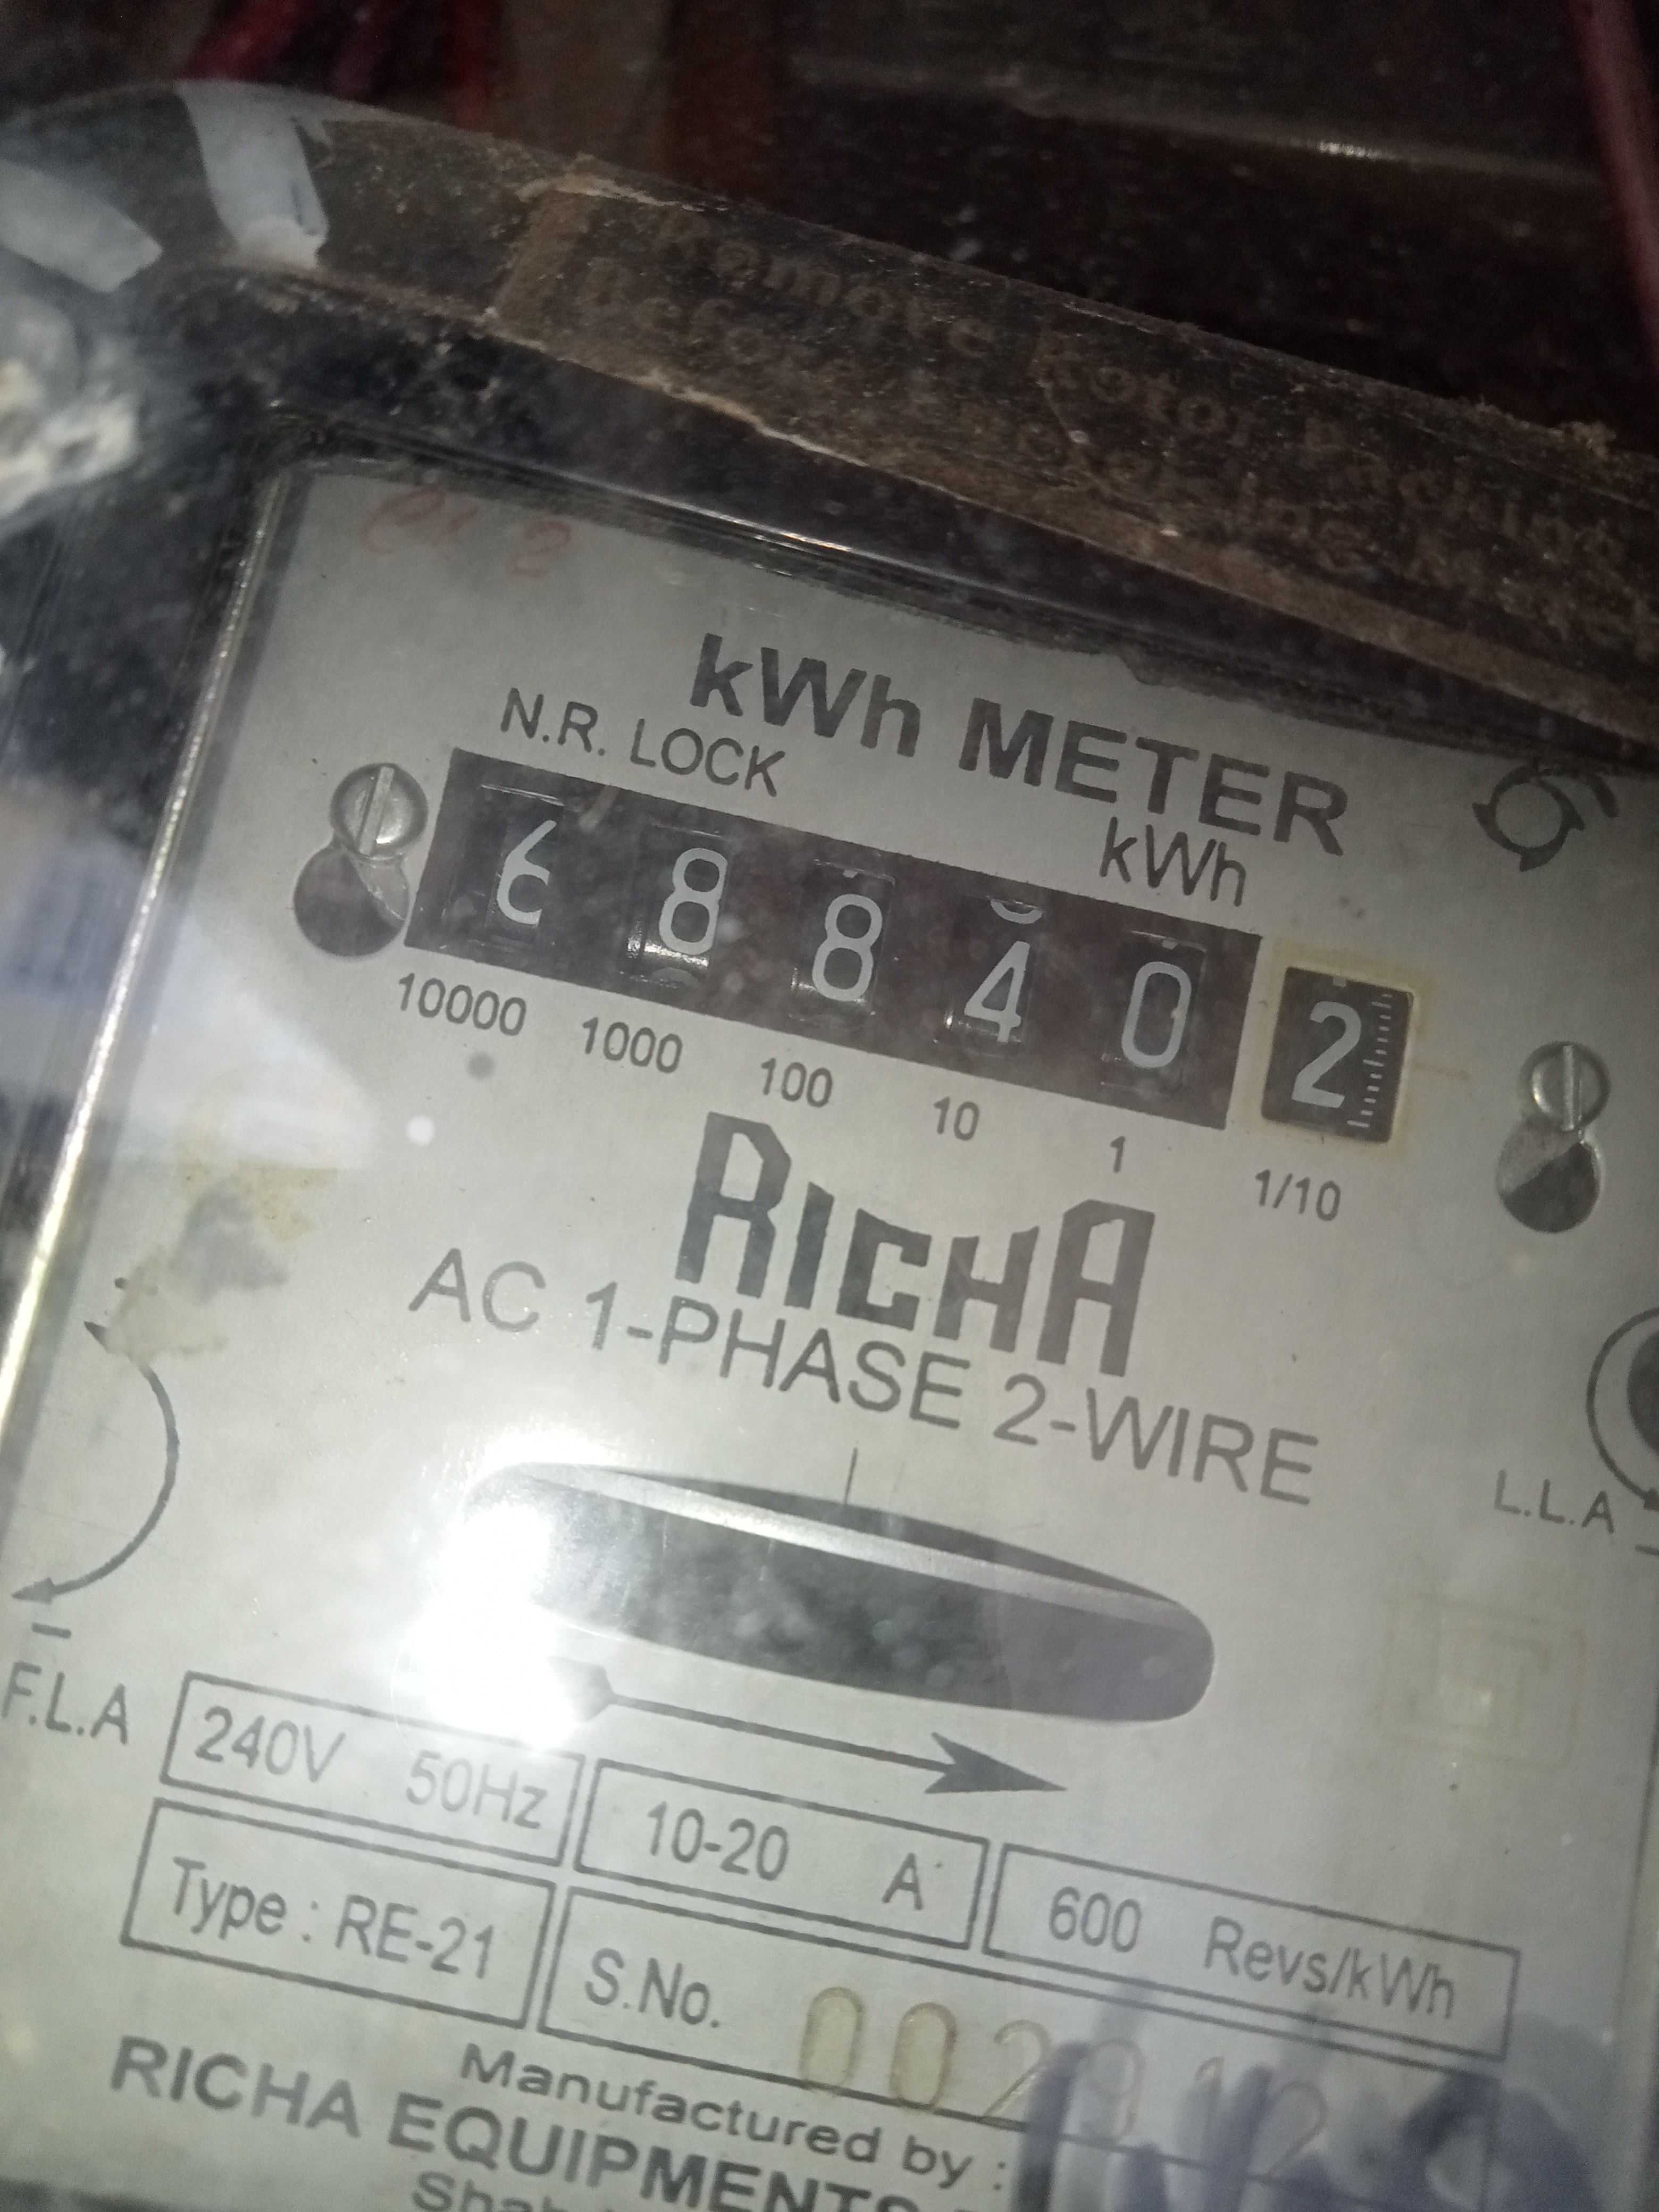 kWh METER
N.R. LOCK
kWh
6 8 8 4 0 2
10000 1000 100 10 1 1/10
RICHA
AC 1-PHASE 2-WIRE
L.L.A
F.L.A
240V 50Hz 10-20 A 600 Revs/kWh
Type : RE-21 S.No. 002912
Manufactured by :
RICHA EQUIPMENTS